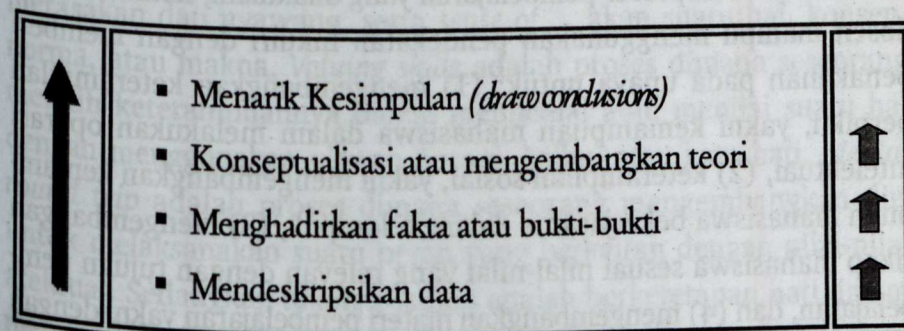 ▪ Menarik Kesimpulan (draw conclusions)
▪ Konseptualisasi atau mengembangkan teori
▪ Menghadirkan fakta atau bukti-bukti
▪ Mendeskripsikan data